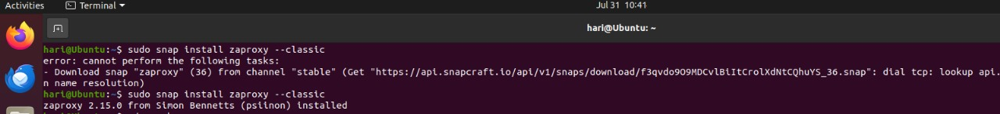 Activities Terminal Jul 31 10:41
hari@Ubuntu: ~
hari@Ubuntu:~$ sudo snap install zaproxy --classic
error: cannot perform the following tasks:
- Download snap "zaproxy" (36) from channel "stable" (Get "https://api.snapcraft.io/api/v1/snaps/download/f3qvdo9O9MDCvlBiItCrolXdNtCQhuYS_36.snap": dial tcp: lookup api.
n name resolution)
hari@Ubuntu:~$ sudo snap install zaproxy --classic
zaproxy 2.15.0 from Simon Bennetts (psiinon) installed